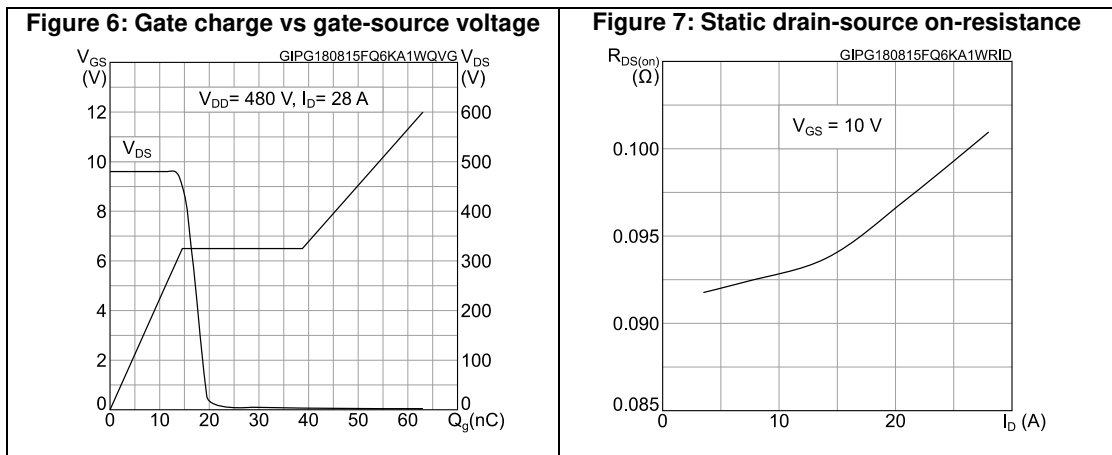 Figure 6: Gate charge vs gate-source voltage
V_GS (V)
GIPG180815FQ6KA1WQVG
V_DS (V)
V_DD= 480 V, I_D= 28 A
V_DS
12
10
8
6
4
2
0
600
500
400
300
200
100
0
0 10 20 30 40 50 60 Q_g(nC)
Figure 7: Static drain-source on-resistance
R_DS(on) (Ω)
GIPG180815FQ6KA1WRID
V_GS = 10 V
0.100
0.095
0.090
0.085
0 10 20 I_D (A)